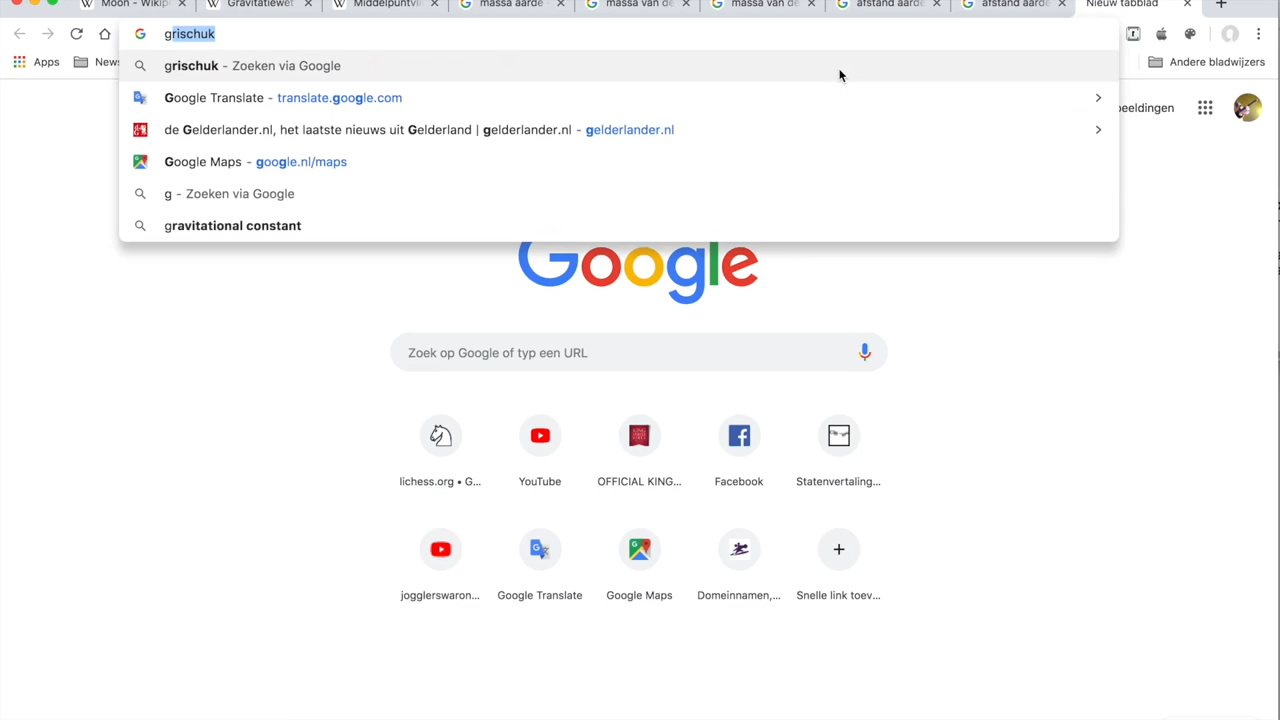 Moon - Wikip
Gravitatiewet
Middelpuntvli
massa aarde -
massa van de
massa van de
afstand aarde
afstand aarde
Nieuw tabblad
grischuk
Apps
News
Andere bladwijzers
grischuk - Zoeken via Google
Google Translate - translate.google.com
de Gelderlander.nl, het laatste nieuws uit Gelderland | gelderlander.nl - gelderlander.nl
Google Maps - google.nl/maps
g - Zoeken via Google
gravitational constant
beeldingen
Google
Zoek op Google of typ een URL
lichess.org • G...
YouTube
OFFICIAL KING...
Facebook
Statenvertaling...
jogglerswaron...
Google Translate
Google Maps
Domeinnamen,...
Snelle link toev...